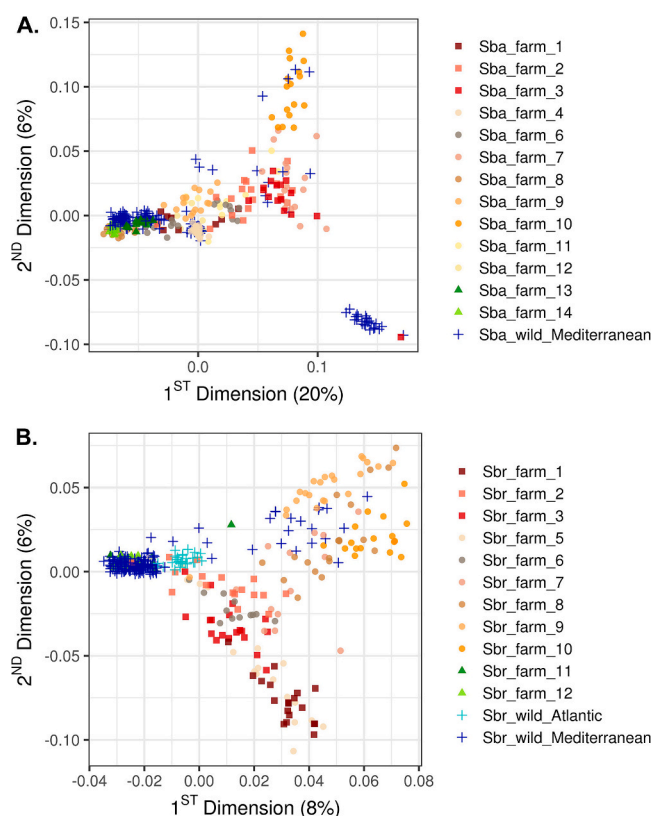 A.
0.15
0.10
0.05
0.00
-0.05
-0.10
2ND Dimension (6%)
0.0 0.1
1ST Dimension (20%)
Sba_farm_1
Sba_farm_2
Sba_farm_3
Sba_farm_4
Sba_farm_6
Sba_farm_7
Sba_farm_8
Sba_farm_9
Sba_farm_10
Sba_farm_11
Sba_farm_12
Sba_farm_13
Sba_farm_14
Sba_wild_Mediterranean
B.
0.05
0.00
-0.05
-0.10
2ND Dimension (6%)
-0.04 -0.02 0.00 0.02 0.04 0.06 0.08
1ST Dimension (8%)
Sbr_farm_1
Sbr_farm_2
Sbr_farm_3
Sbr_farm_5
Sbr_farm_6
Sbr_farm_7
Sbr_farm_8
Sbr_farm_9
Sbr_farm_10
Sbr_farm_11
Sbr_farm_12
Sbr_wild_Atlantic
Sbr_wild_Mediterranean